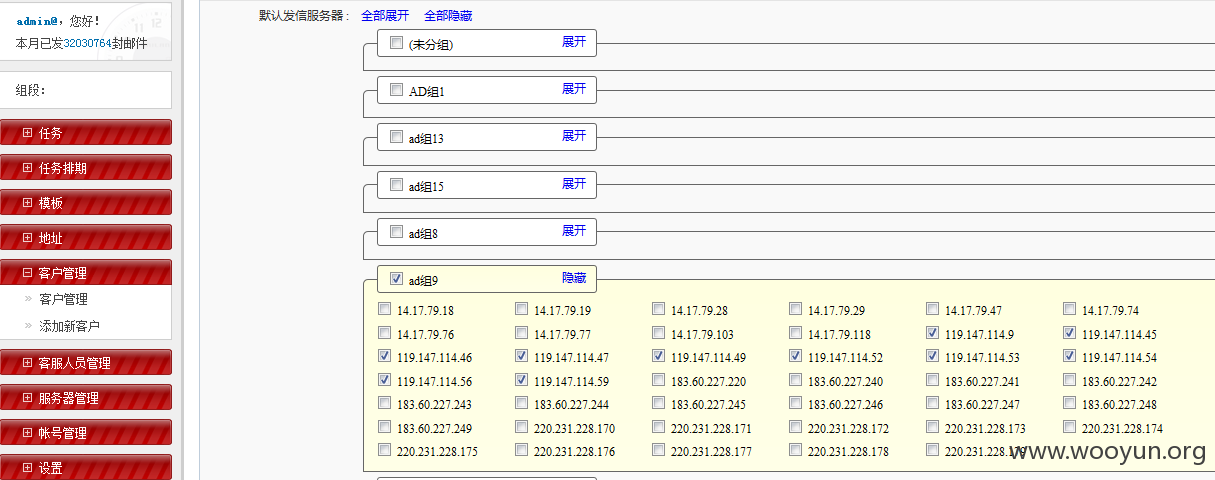 admin@，您好！
本月已发32030764封邮件
组段：
任务
任务排期
模板
地址
客户管理
客户管理
添加新客户
客服人员管理
服务器管理
帐号管理
设置
默认发信服务器： 全部展开 全部隐藏
(未分组) 展开
AD组1 展开
ad组13 展开
ad组15 展开
ad组8 展开
ad组9 隐藏
14.17.79.18 14.17.79.19 14.17.79.28 14.17.79.29 14.17.79.47 14.17.79.74
14.17.79.76 14.17.79.77 14.17.79.103 14.17.79.118 119.147.114.9 119.147.114.45
119.147.114.46 119.147.114.47 119.147.114.49 119.147.114.52 119.147.114.53 119.147.114.54
119.147.114.56 119.147.114.59 183.60.227.220 183.60.227.240 183.60.227.241 183.60.227.242
183.60.227.243 183.60.227.244 183.60.227.245 183.60.227.246 183.60.227.247 183.60.227.248
183.60.227.249 220.231.228.170 220.231.228.171 220.231.228.172 220.231.228.173 220.231.228.174
220.231.228.175 220.231.228.176 220.231.228.177 220.231.228.178
www.wooyun.org